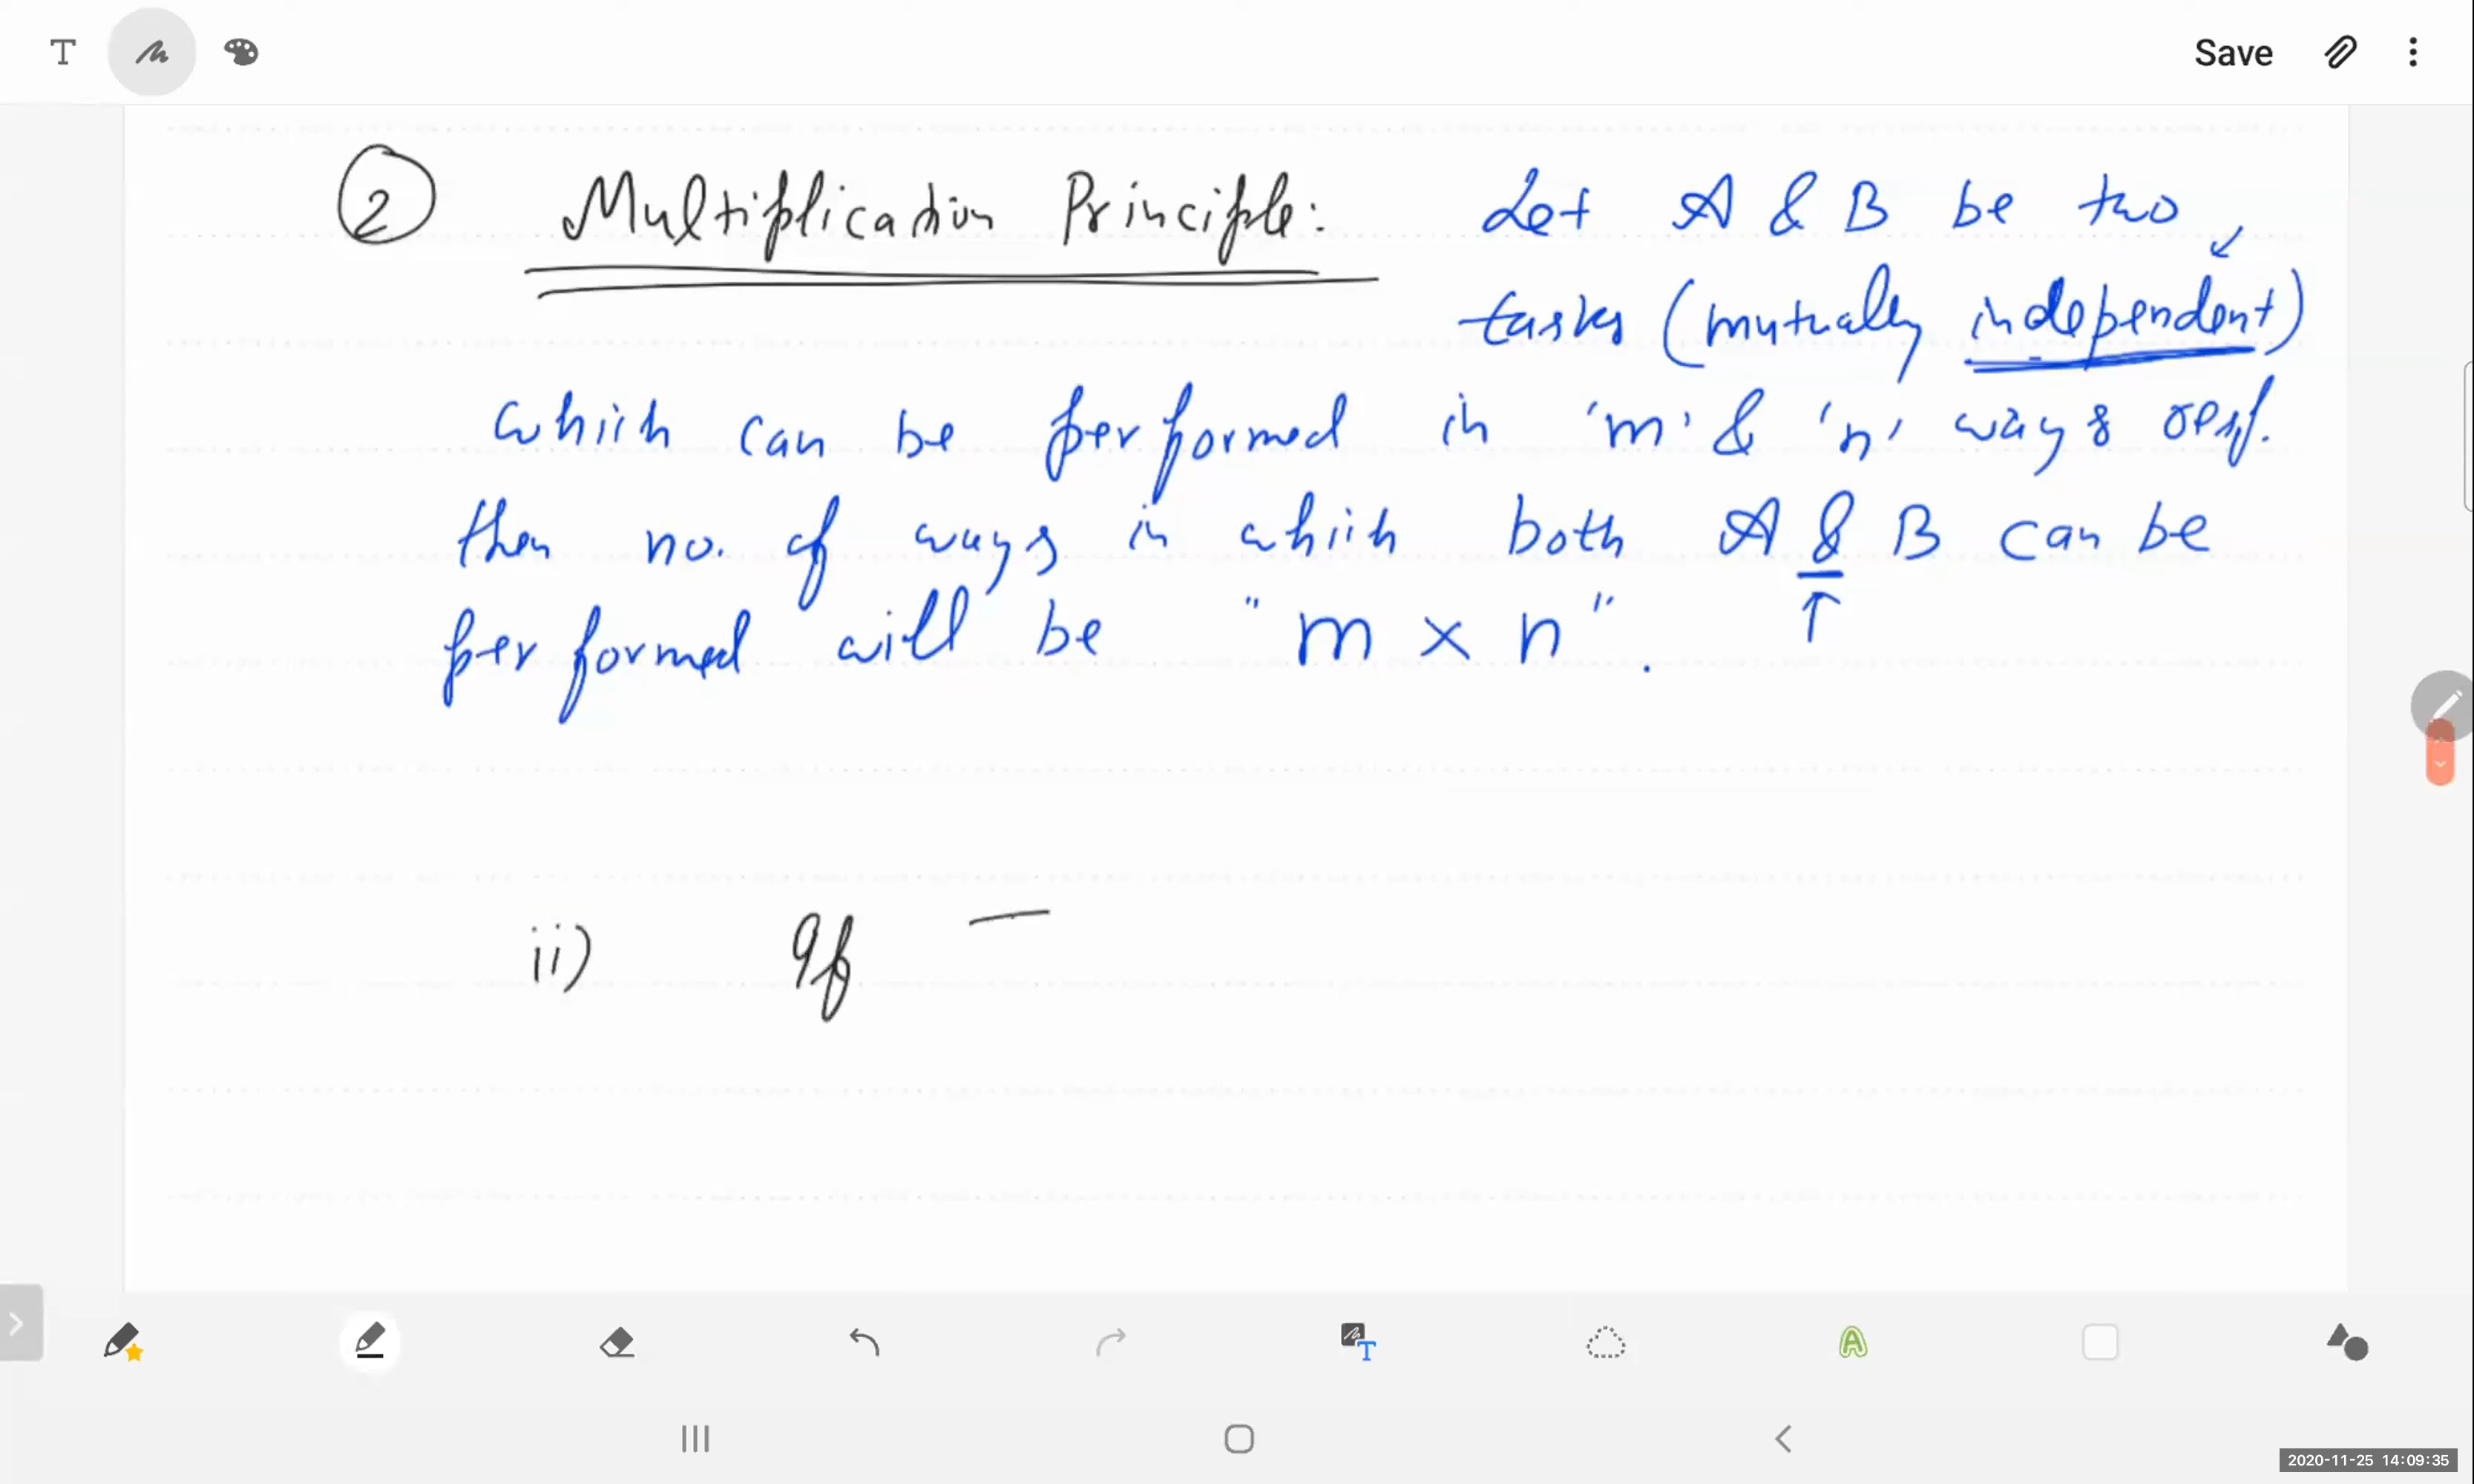 T
Save
2 Multiplication Principle: Let A & B be two
tasks (mutually independent)
which can be performed in 'm' & 'n' ways resp.
then no. of ways in which both A & B can be
performed will be "m × n".
ii) If
T
A
2020-11-25 14:09:35